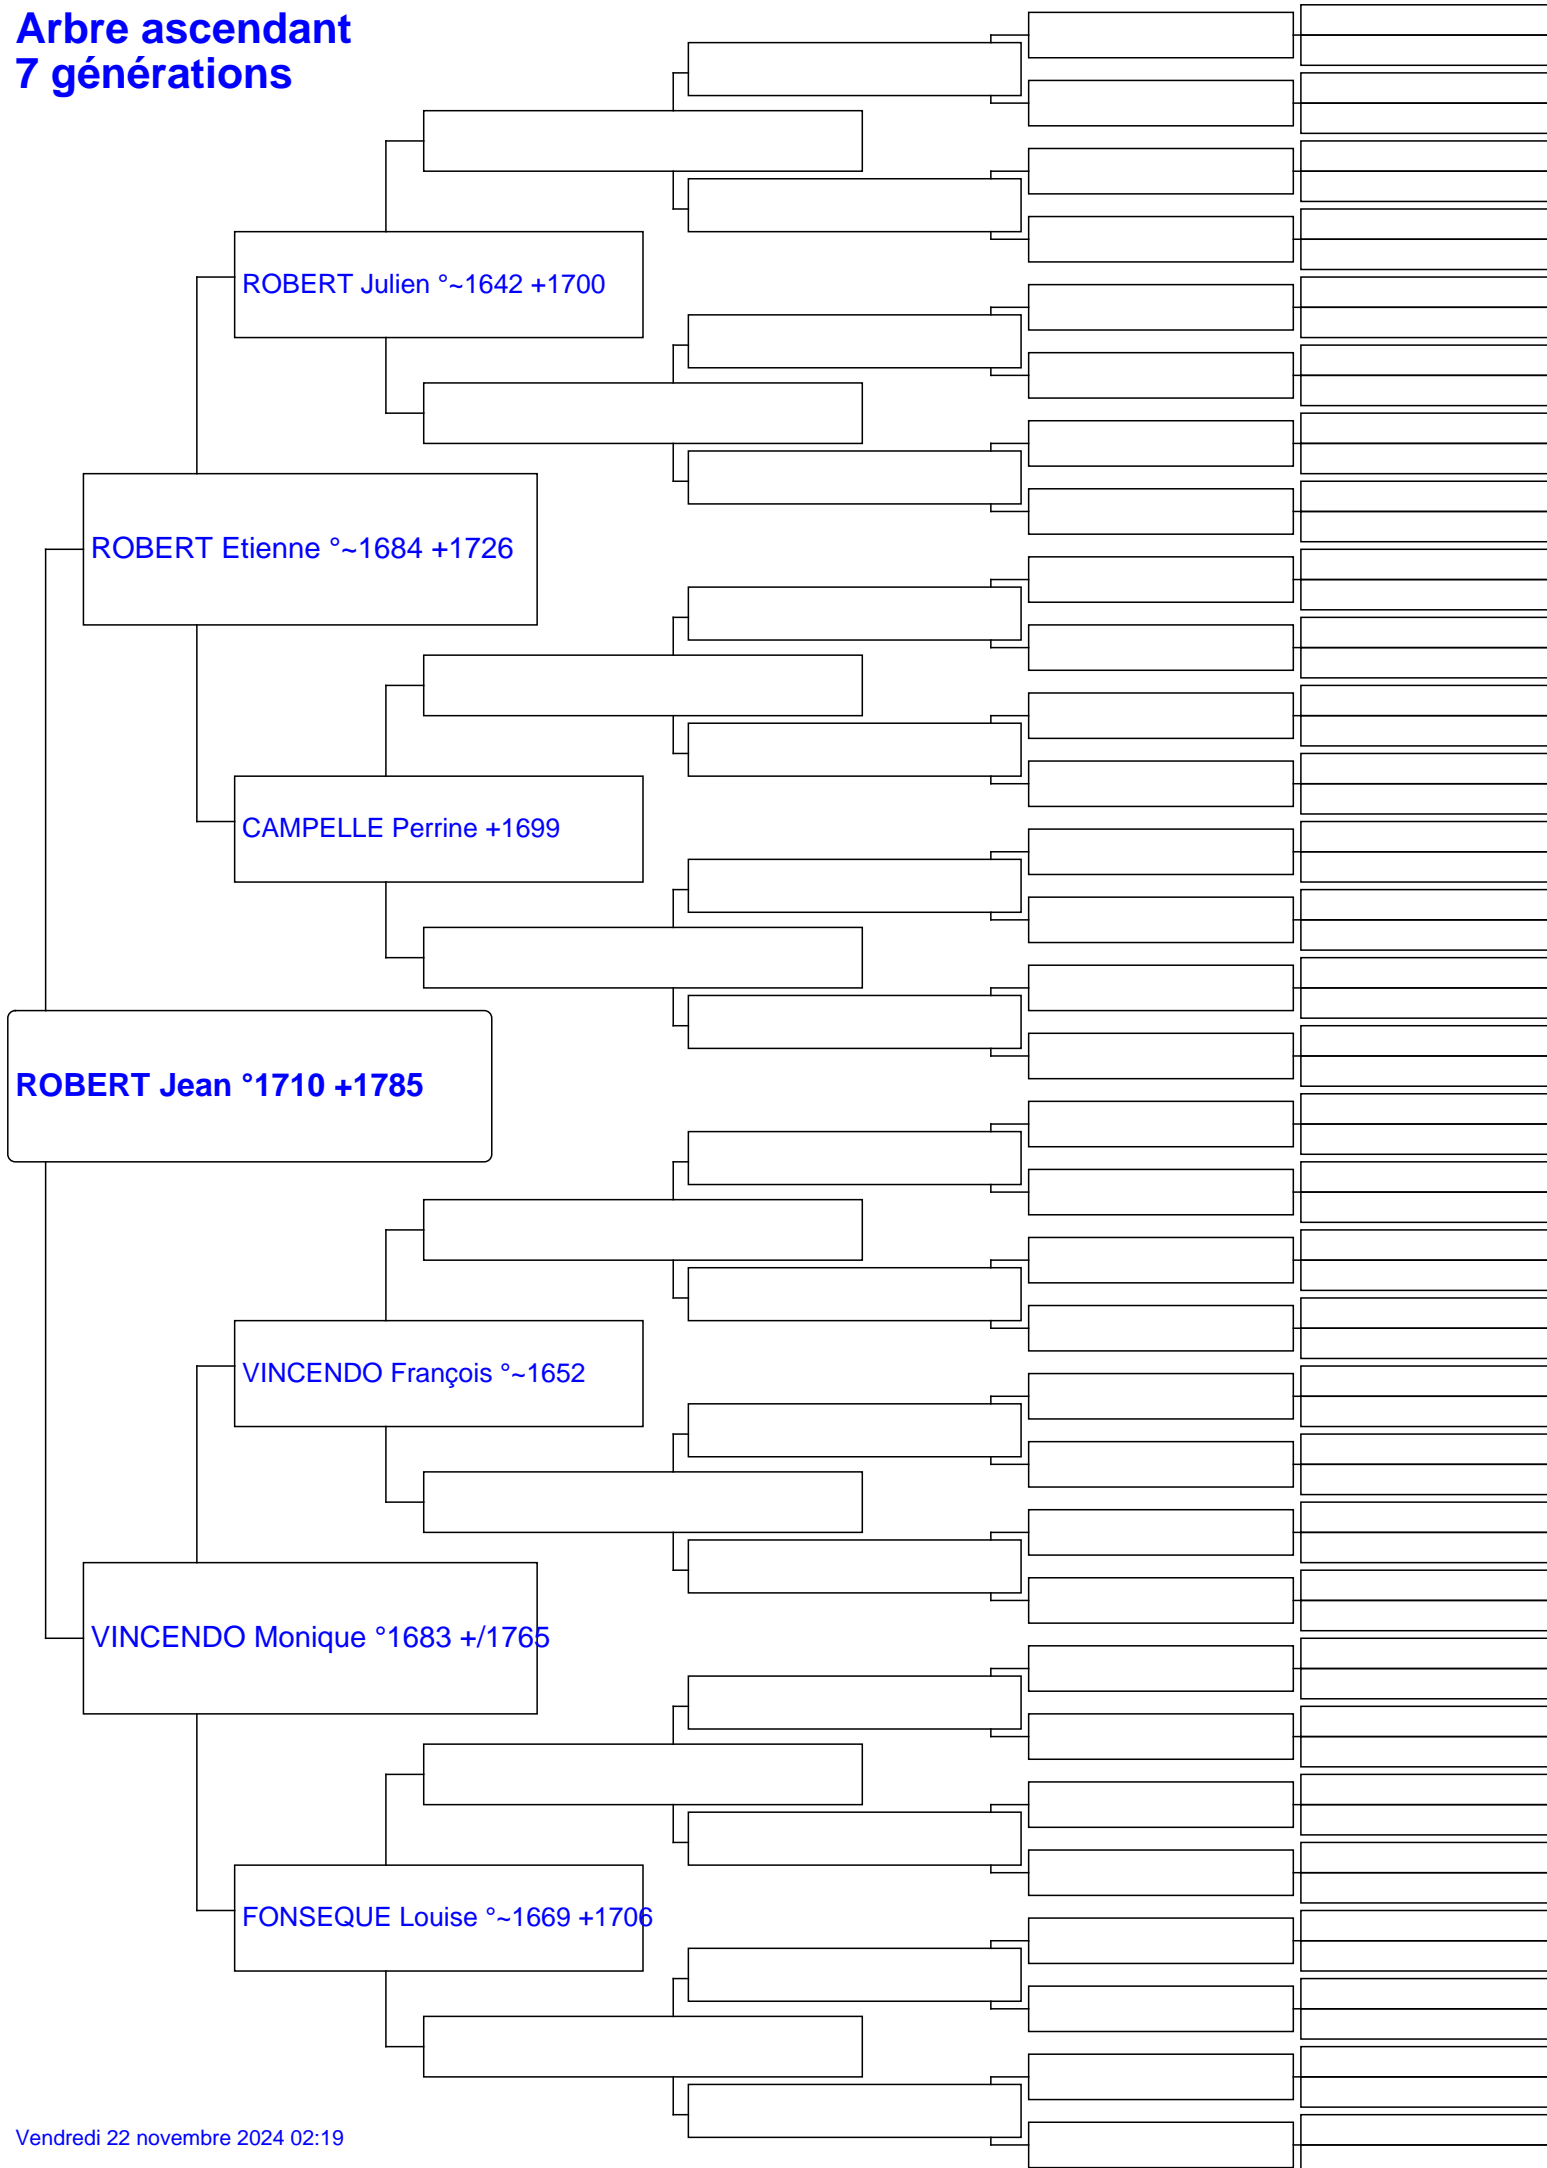 Arbre ascendant
7 générations
ROBERT Julien °~1642 +1700
ROBERT Etienne °~1684 +1726
CAMPELLE Perrine +1699
ROBERT Jean °1710 +1785
VINCENDO François °~1652
VINCENDO Monique °1683 +/1765
FONSEQUE Louise °~1669 +1706
Vendredi 22 novembre 2024 02:19